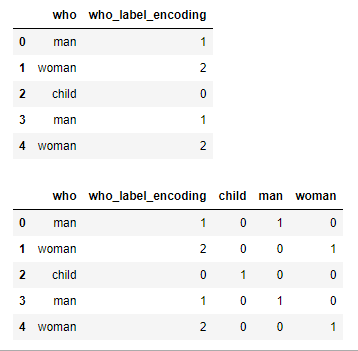 who who_label_encoding
0 man 1
1 woman 2
2 child 0
3 man 1
4 woman 2
who who_label_encoding child man woman
0 man 1 0 1 0
1 woman 2 0 0 1
2 child 0 1 0 0
3 man 1 0 1 0
4 woman 2 0 0 1